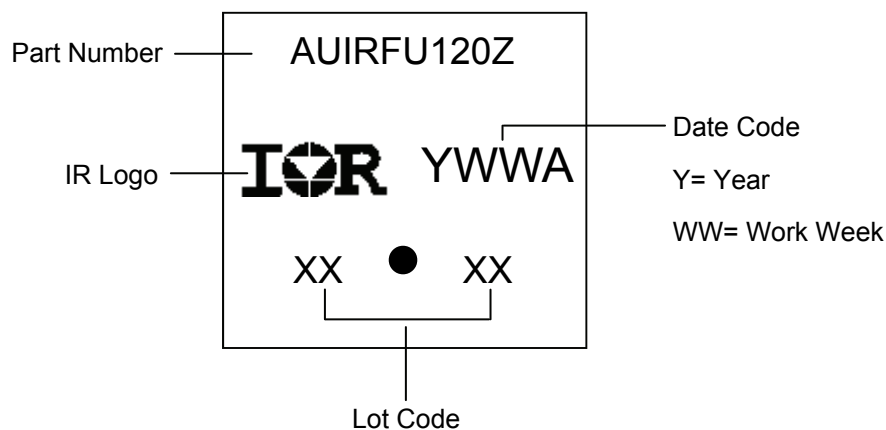 Part Number
AUIRFU120Z
IR Logo
IOR
YWWA
Date Code
Y= Year
WW= Work Week
XX ● XX
Lot Code